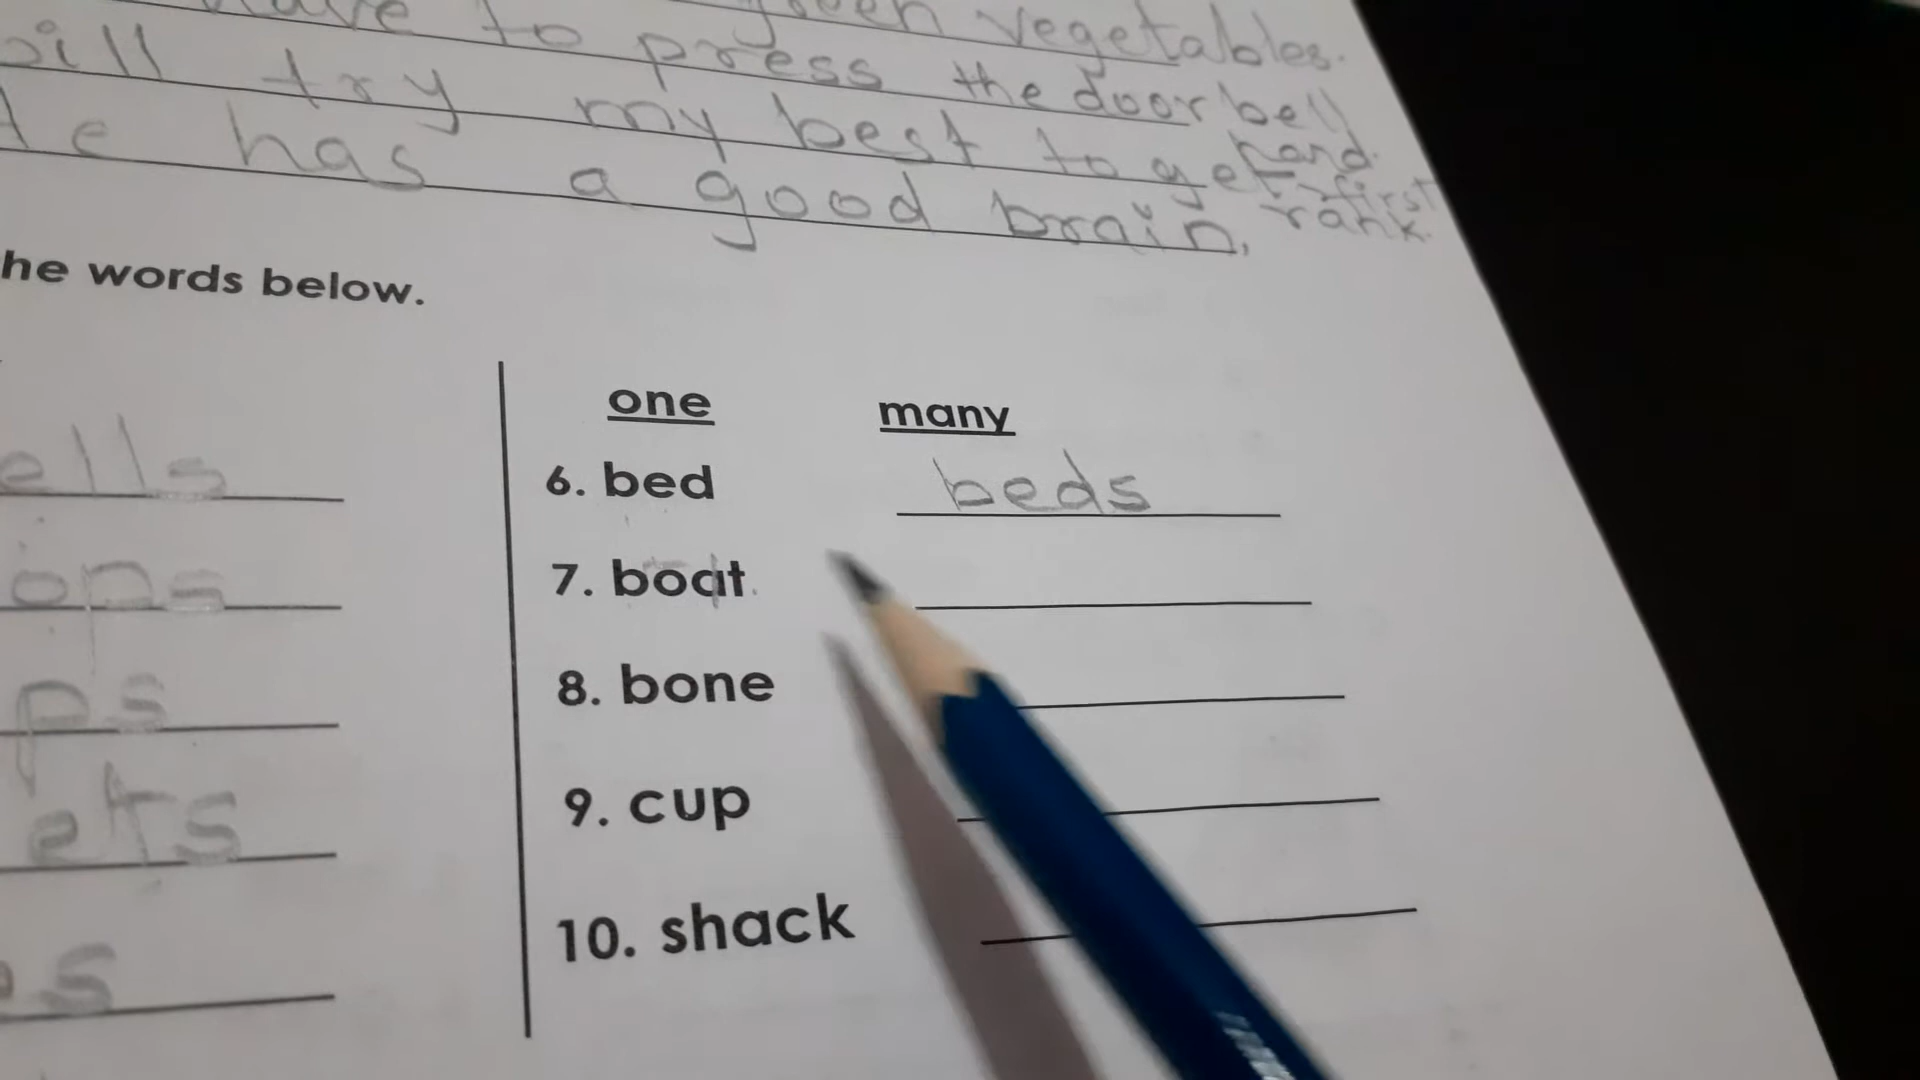 green vegetables.
have to press the door bell
will try my best to get first rank.
He has a good brain,
hard.
he words below.
one many
ells
6. bed beds
ops
7. boat
ps
8. bone
ets
9. cup
s
10. shack